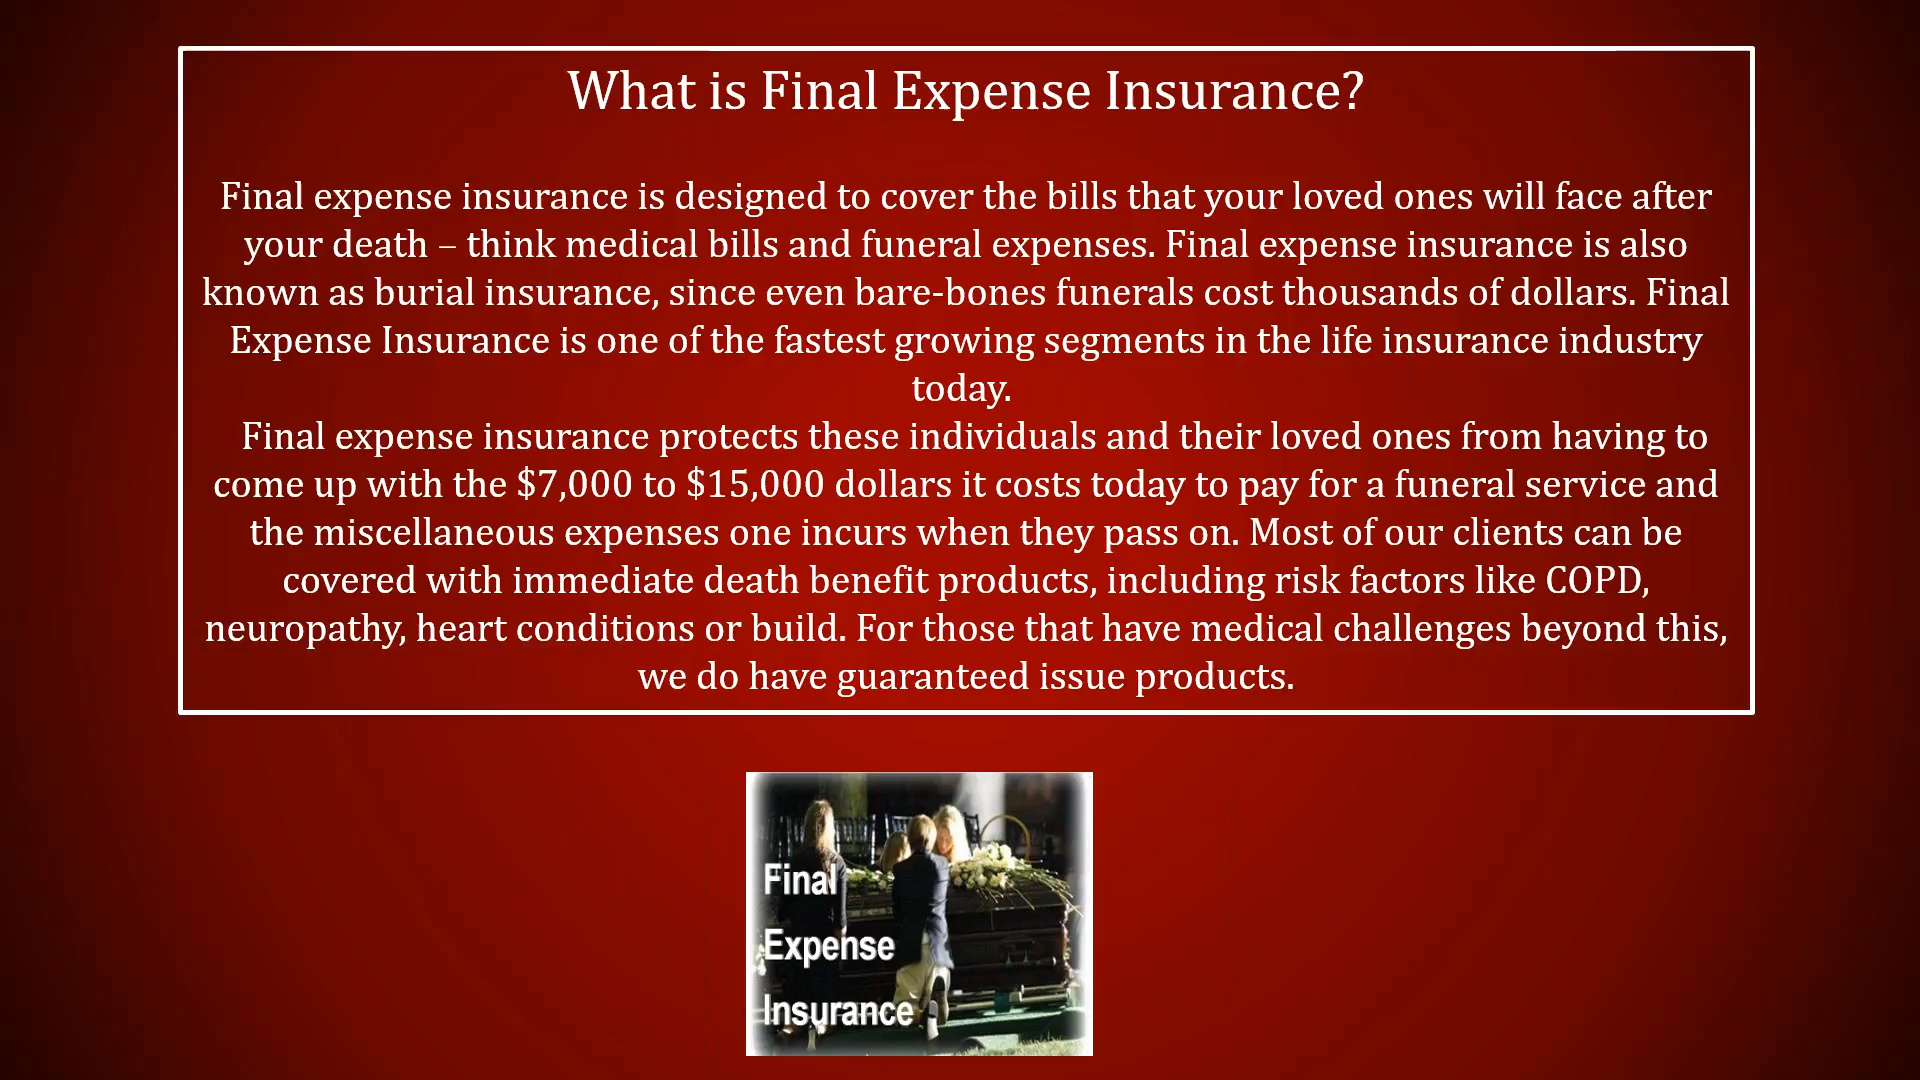 What is Final Expense Insurance?
Final expense insurance is designed to cover the bills that your loved ones will face after
your death – think medical bills and funeral expenses. Final expense insurance is also
known as burial insurance, since even bare-bones funerals cost thousands of dollars. Final
Expense Insurance is one of the fastest growing segments in the life insurance industry
today.
Final expense insurance protects these individuals and their loved ones from having to
come up with the $7,000 to $15,000 dollars it costs today to pay for a funeral service and
the miscellaneous expenses one incurs when they pass on. Most of our clients can be
covered with immediate death benefit products, including risk factors like COPD,
neuropathy, heart conditions or build. For those that have medical challenges beyond this,
we do have guaranteed issue products.
Final
Expense
Insurance